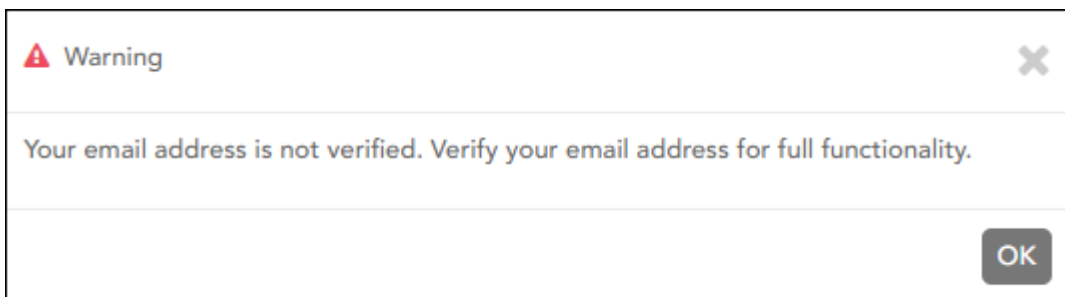 Warning
Your email address is not verified. Verify your email address for full functionality.
OK